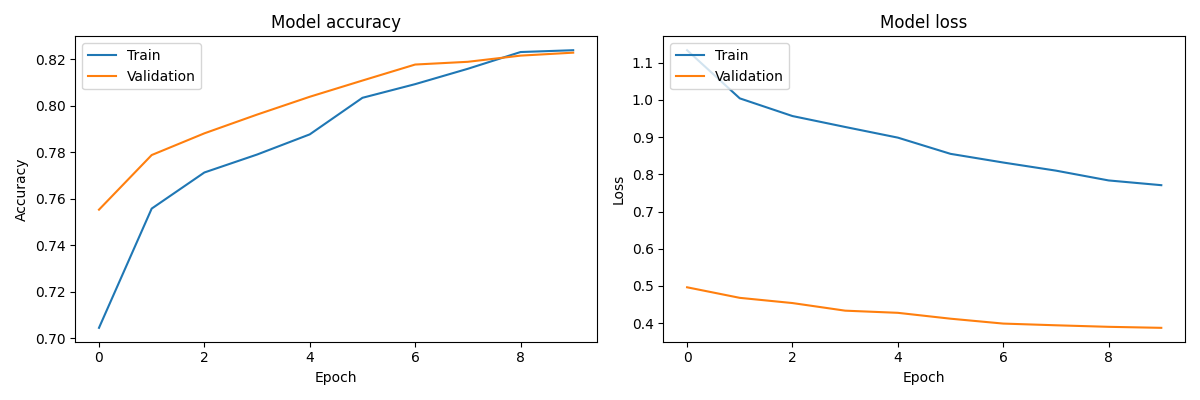 Model accuracy
Train
Validation
0.82
0.80
0.78
0.76
0.74
0.72
0.70
Accuracy
0 2 4 6 8
Epoch
Model loss
Train
Validation
1.1
1.0
0.9
0.8
0.7
0.6
0.5
0.4
Loss
0 2 4 6 8
Epoch